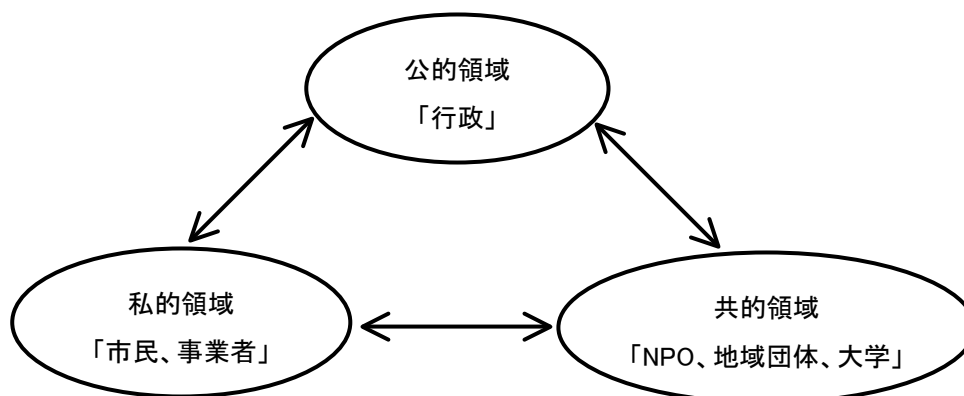 公的領域
「行政」
私的領域
「市民、事業者」
共的領域
「NPO、地域団体、大学」